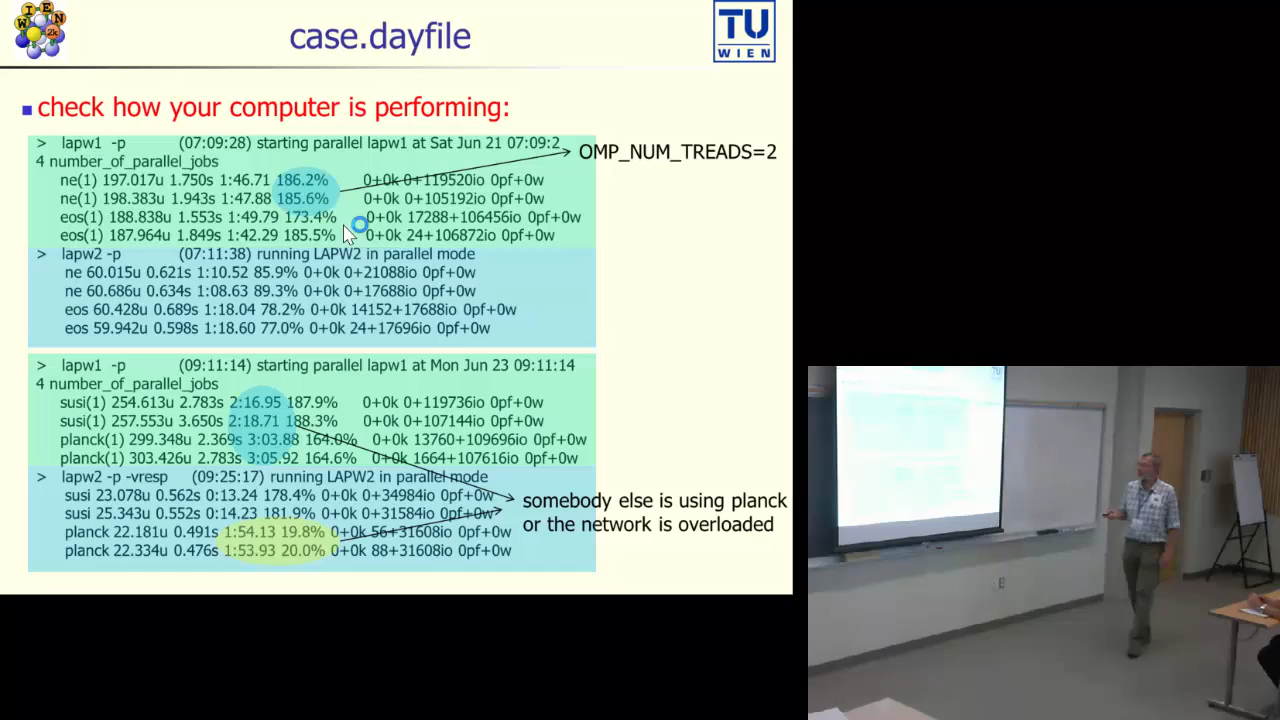 WIEN2k
case.dayfile
TU
WIEN
check how your computer is performing:
> lapw1 -p (07:09:28) starting parallel lapw1 at Sat Jun 21 07:09:2
4 number_of_parallel_jobs
ne(1) 197.017u 1.750s 1:46.71 186.2% 0+0k 0+119520io 0pf+0w
ne(1) 198.383u 1.943s 1:47.88 185.6% 0+0k 0+105192io 0pf+0w
eos(1) 188.838u 1.553s 1:49.79 173.4% 0+0k 17288+106456io 0pf+0w
eos(1) 187.964u 1.849s 1:42.29 185.5% 0+0k 24+106872io 0pf+0w
OMP_NUM_TREADS=2
> lapw2 -p (07:11:38) running LAPW2 in parallel mode
ne 60.015u 0.621s 1:10.52 85.9% 0+0k 0+21088io 0pf+0w
ne 60.686u 0.634s 1:08.63 89.3% 0+0k 0+17688io 0pf+0w
eos 60.428u 0.689s 1:18.04 78.2% 0+0k 14152+17688io 0pf+0w
eos 59.942u 0.598s 1:18.60 77.0% 0+0k 24+17696io 0pf+0w
> lapw1 -p (09:11:14) starting parallel lapw1 at Mon Jun 23 09:11:14
4 number_of_parallel_jobs
susi(1) 254.613u 2.783s 2:16.95 187.9% 0+0k 0+119736io 0pf+0w
susi(1) 257.553u 3.650s 2:18.71 188.3% 0+0k 0+107144io 0pf+0w
planck(1) 299.348u 2.369s 3:03.88 164.0% 0+0k 13760+109696io 0pf+0w
planck(1) 303.426u 2.783s 3:05.92 164.6% 0+0k 1664+107616io 0pf+0w
> lapw2 -p -vresp (09:25:17) running LAPW2 in parallel mode
susi 23.078u 0.562s 0:13.24 178.4% 0+0k 0+34984io 0pf+0w
susi 25.343u 0.552s 0:14.23 181.9% 0+0k 0+31584io 0pf+0w
planck 22.181u 0.491s 1:54.13 19.8% 0+0k 56+31608io 0pf+0w
planck 22.334u 0.476s 1:53.93 20.0% 0+0k 88+31608io 0pf+0w
somebody else is using planck
or the network is overloaded